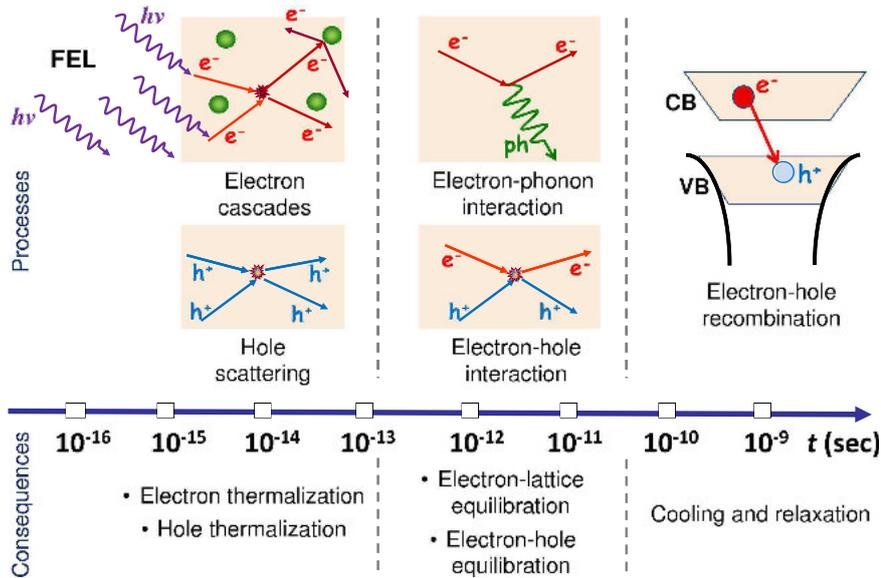 FEL
hν
hν
e⁻
e⁻
e⁻
e⁻
e⁻
Electron
cascades
h⁺
h⁺
h⁺
h⁺
Hole
scattering
e⁻
e⁻
ph
Electron-phonon
interaction
e⁻
e⁻
h⁺
h⁺
Electron-hole
interaction
CB
e⁻
VB
h⁺
Electron-hole
recombination
Processes
10⁻¹⁶ 10⁻¹⁵ 10⁻¹⁴ 10⁻¹³ 10⁻¹² 10⁻¹¹ 10⁻¹⁰ 10⁻⁹ t (sec)
Consequences
• Electron thermalization
• Hole thermalization
• Electron-lattice
equilibration
• Electron-hole
equilibration
Cooling and relaxation